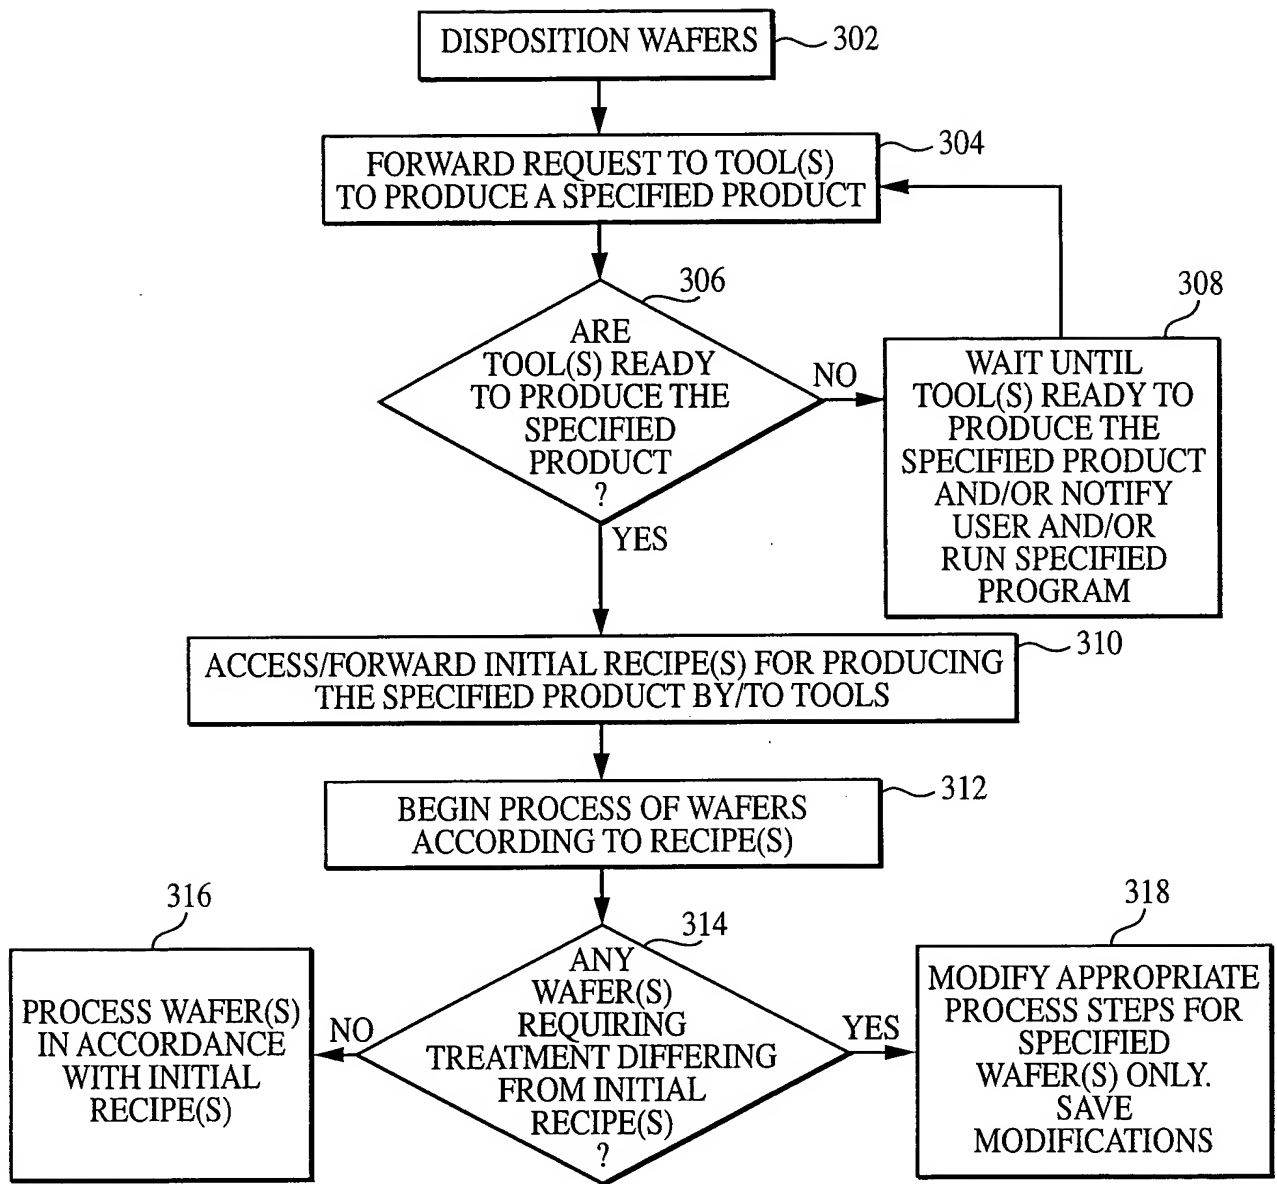 DISPOSITION WAFERS
302
FORWARD REQUEST TO TOOL(S)
TO PRODUCE A SPECIFIED PRODUCT
304
ARE
TOOL(S) READY
TO PRODUCE THE
SPECIFIED
PRODUCT
?
306
NO
YES
308
WAIT UNTIL
TOOL(S) READY TO
PRODUCE THE
SPECIFIED PRODUCT
AND/OR NOTIFY
USER AND/OR
RUN SPECIFIED
PROGRAM
ACCESS/FORWARD INITIAL RECIPE(S) FOR PRODUCING
THE SPECIFIED PRODUCT BY/TO TOOLS
310
BEGIN PROCESS OF WAFERS
ACCORDING TO RECIPE(S)
312
ANY
WAFER(S)
REQUIRING
TREATMENT DIFFERING
FROM INITIAL
RECIPE(S)
?
314
NO
YES
316
PROCESS WAFER(S)
IN ACCORDANCE
WITH INITIAL
RECIPE(S)
318
MODIFY APPROPRIATE
PROCESS STEPS FOR
SPECIFIED
WAFER(S) ONLY.
SAVE
MODIFICATIONS